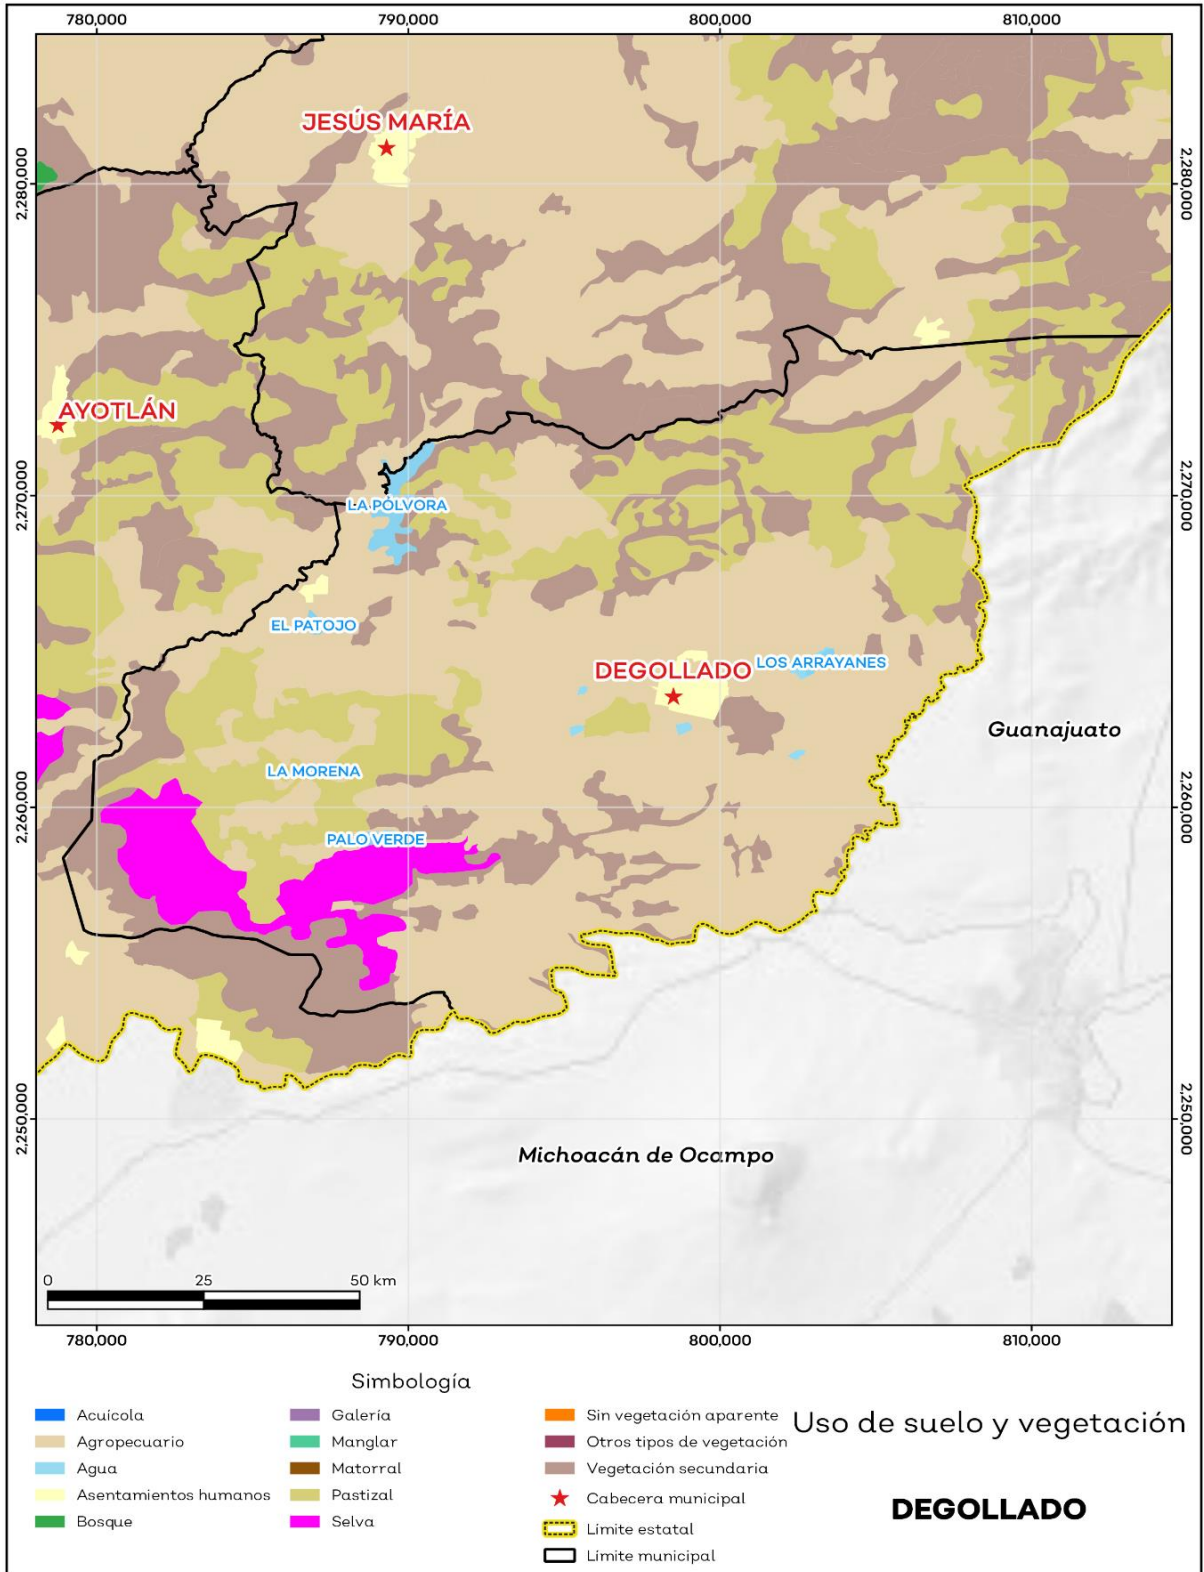 780,000 790,000 800,000 810,000
JESÚS MARÍA
2,280,000 2,280,000
AYOTLÁN
2,270,000 2,270,000
LA PÓLVORA
EL PATOJO
DEGOLLADO LOS ARRAYANES
Guanajuato
LA MORENA
2,260,000 2,260,000
PALO VERDE
2,250,000 2,250,000
Michoacán de Ocampo
0 25 50 km
780,000 790,000 800,000 810,000
Simbología
Acuícola
Agropecuario
Agua
Asentamientos humanos
Bosque
Galería
Manglar
Matorral
Pastizal
Selva
Sin vegetación aparente
Otros tipos de vegetación
Vegetación secundaria
Cabecera municipal
Límite estatal
Límite municipal
Uso de suelo y vegetación
DEGOLLADO